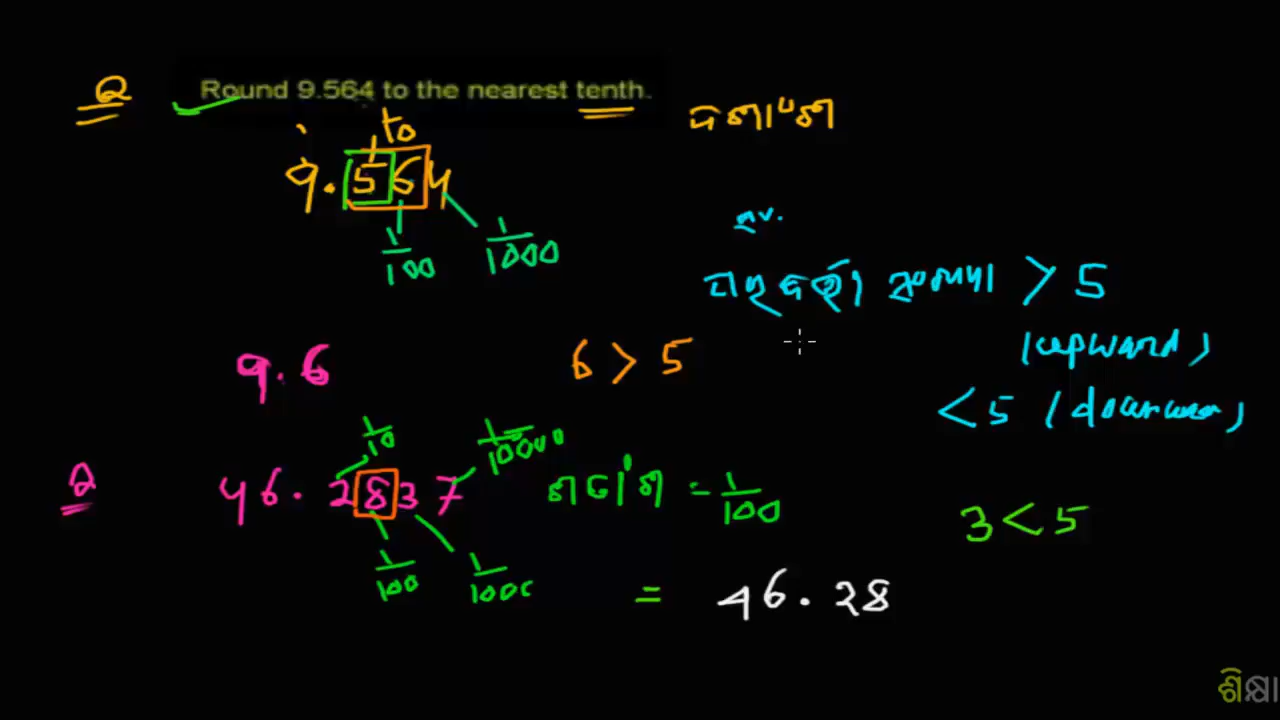 Q Round 9.564 to the nearest tenth.
ଦଶାଂଶ
1/10
9.564
1/100 1/1000
ପରବର୍ତ୍ତୀ ସଂଖ୍ୟା > 5
(upward)
< 5 (downward)
9.6 6 > 5
1/10 1/10000
Q 46.2837 ଶତାଂଶ = 1/100
3 < 5
1/100 1/1000
= 46.28
ଶିକ୍ଷା